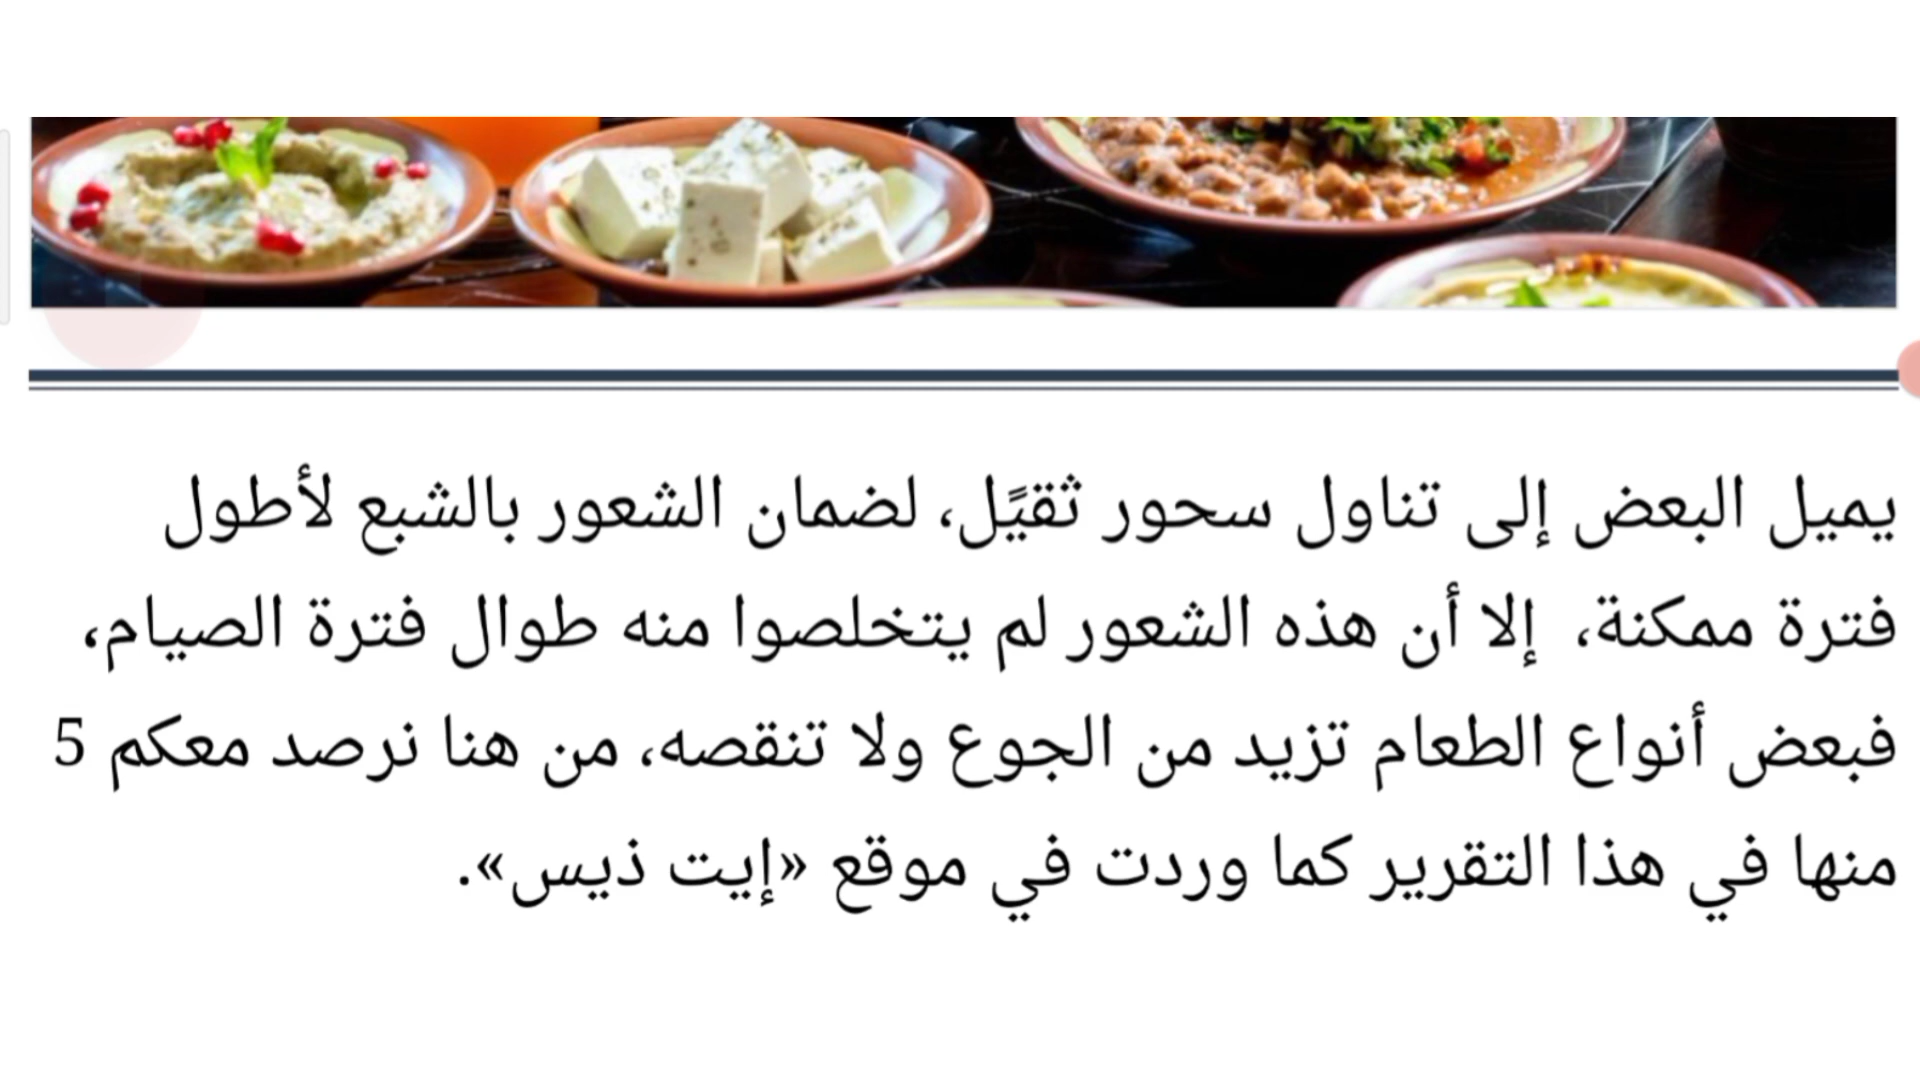 يميل البعض إلى تناول سحور ثقيًل، لضمان الشعور بالشبع لأطول
فترة ممكنة، إلا أن هذه الشعور لم يتخلصوا منه طوال فترة الصيام،
فبعض أنواع الطعام تزيد من الجوع ولا تنقصه، من هنا نرصد معكم 5
منها في هذا التقرير كما وردت في موقع «إيت ذيس».